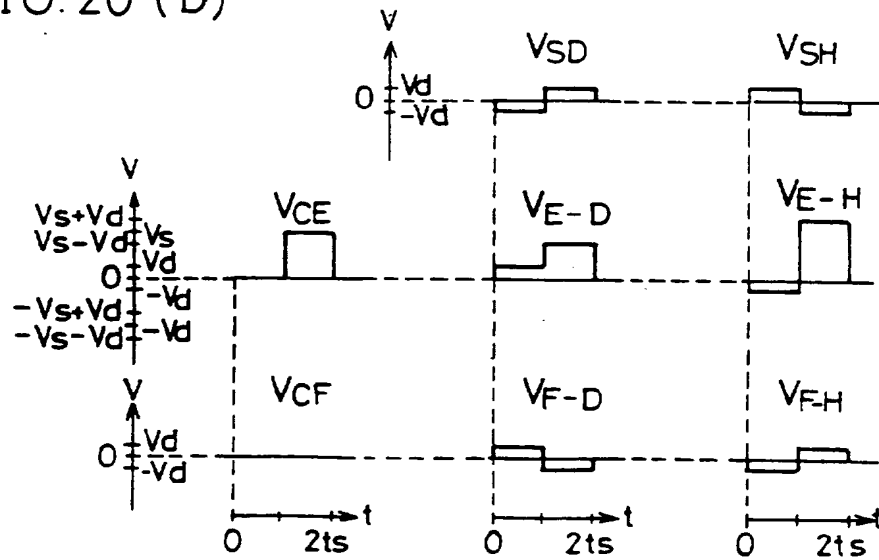 FIG. 20 (D)
V
VSD
VSH
Vd
0
-Vd
V
Vs+Vd
Vs-Vd
Vs
Vd
0
-Vd
-Vs+Vd
-Vs-Vd
-Vd
VCE
VE-D
VE-H
V
Vd
0
-Vd
VCF
VF-D
VF-H
0 2ts t
0 2ts t
0 2ts t